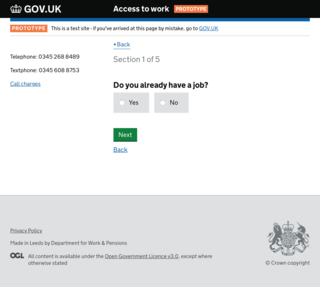 GOV.UK
Access to work PROTOTYPE
PROTOTYPE This is a test site - if you've arrived at this page by mistake, go to GOV.UK
Telephone: 0345 268 8489
Textphone: 0345 608 8753
Call charges
Back
Section 1 of 5
Do you already have a job?
Yes No
Next
Back
Privacy Policy
Made in Leeds by Department for Work & Pensions
OGL All content is available under the Open Government Licence v3.0, except where
otherwise stated
© Crown copyright